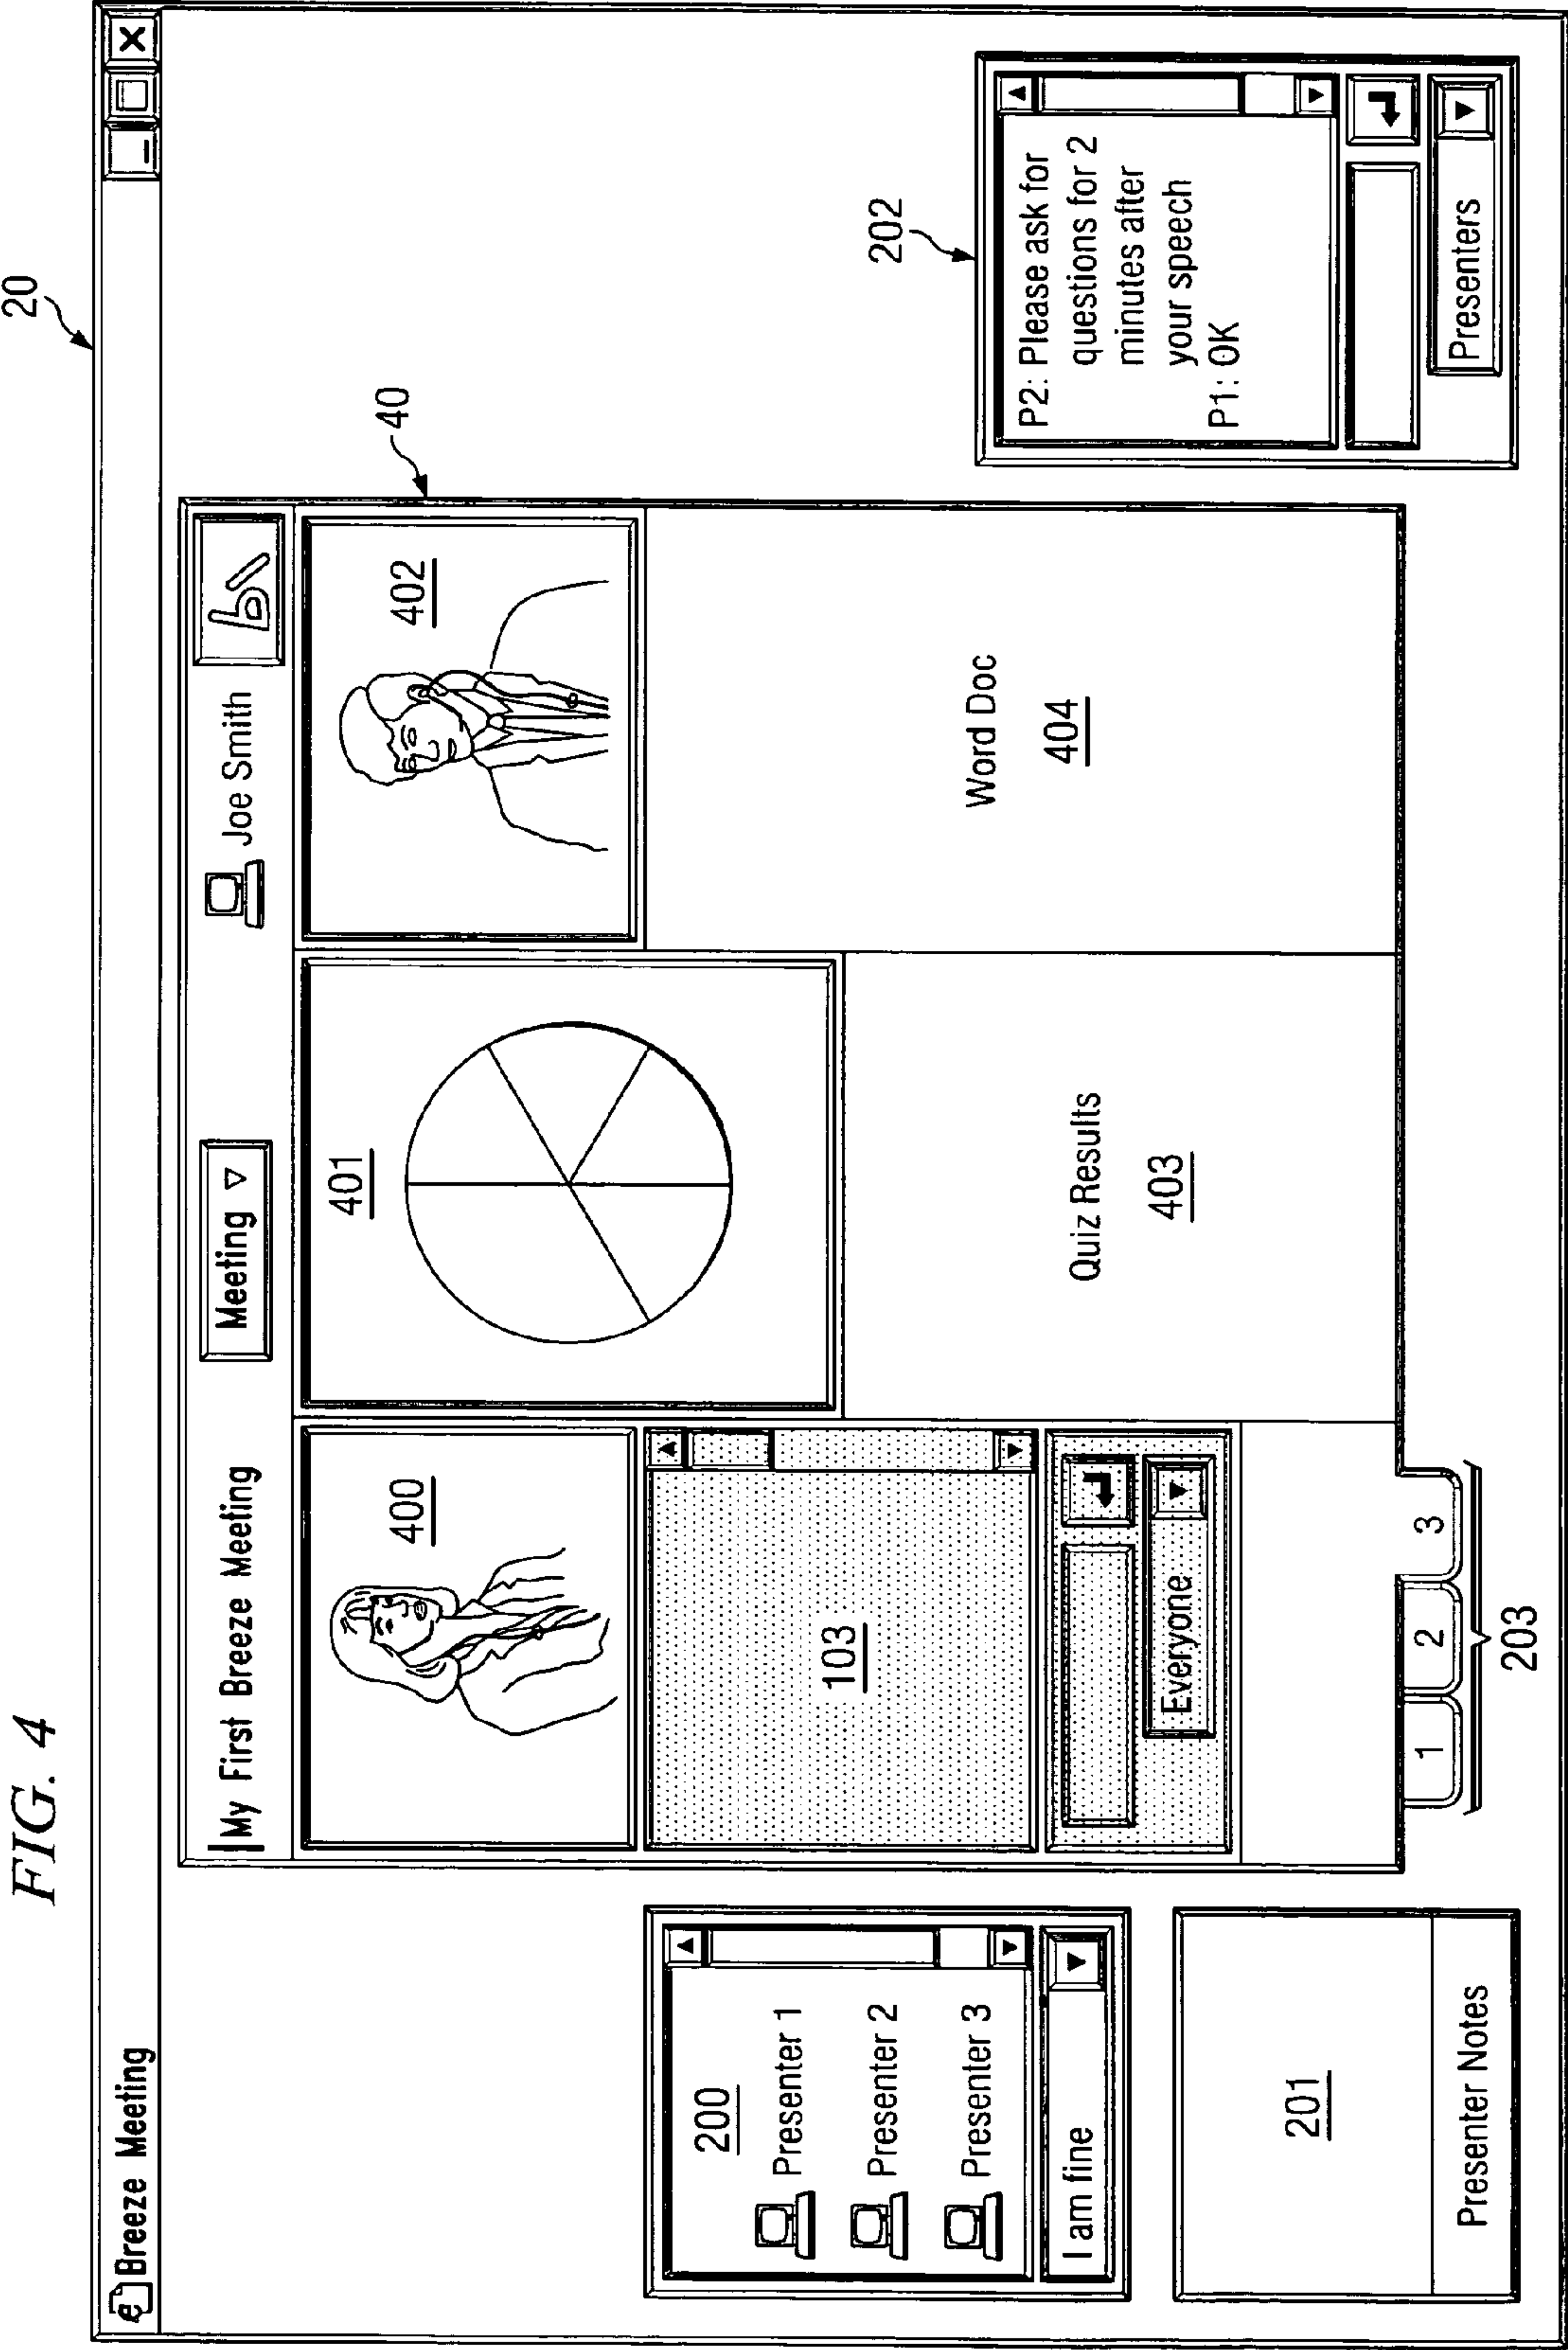 FIG. 4
20
Breeze Meeting
My First Breeze Meeting
Meeting
Joe Smith
40
400
401
402
103
Everyone
Quiz Results
403
Word Doc
404
1 2 3
203
200
Presenter 1
Presenter 2
Presenter 3
I am fine
201
Presenter Notes
202
P2: Please ask for
questions for 2
minutes after
your speech
P1: OK
Presenters